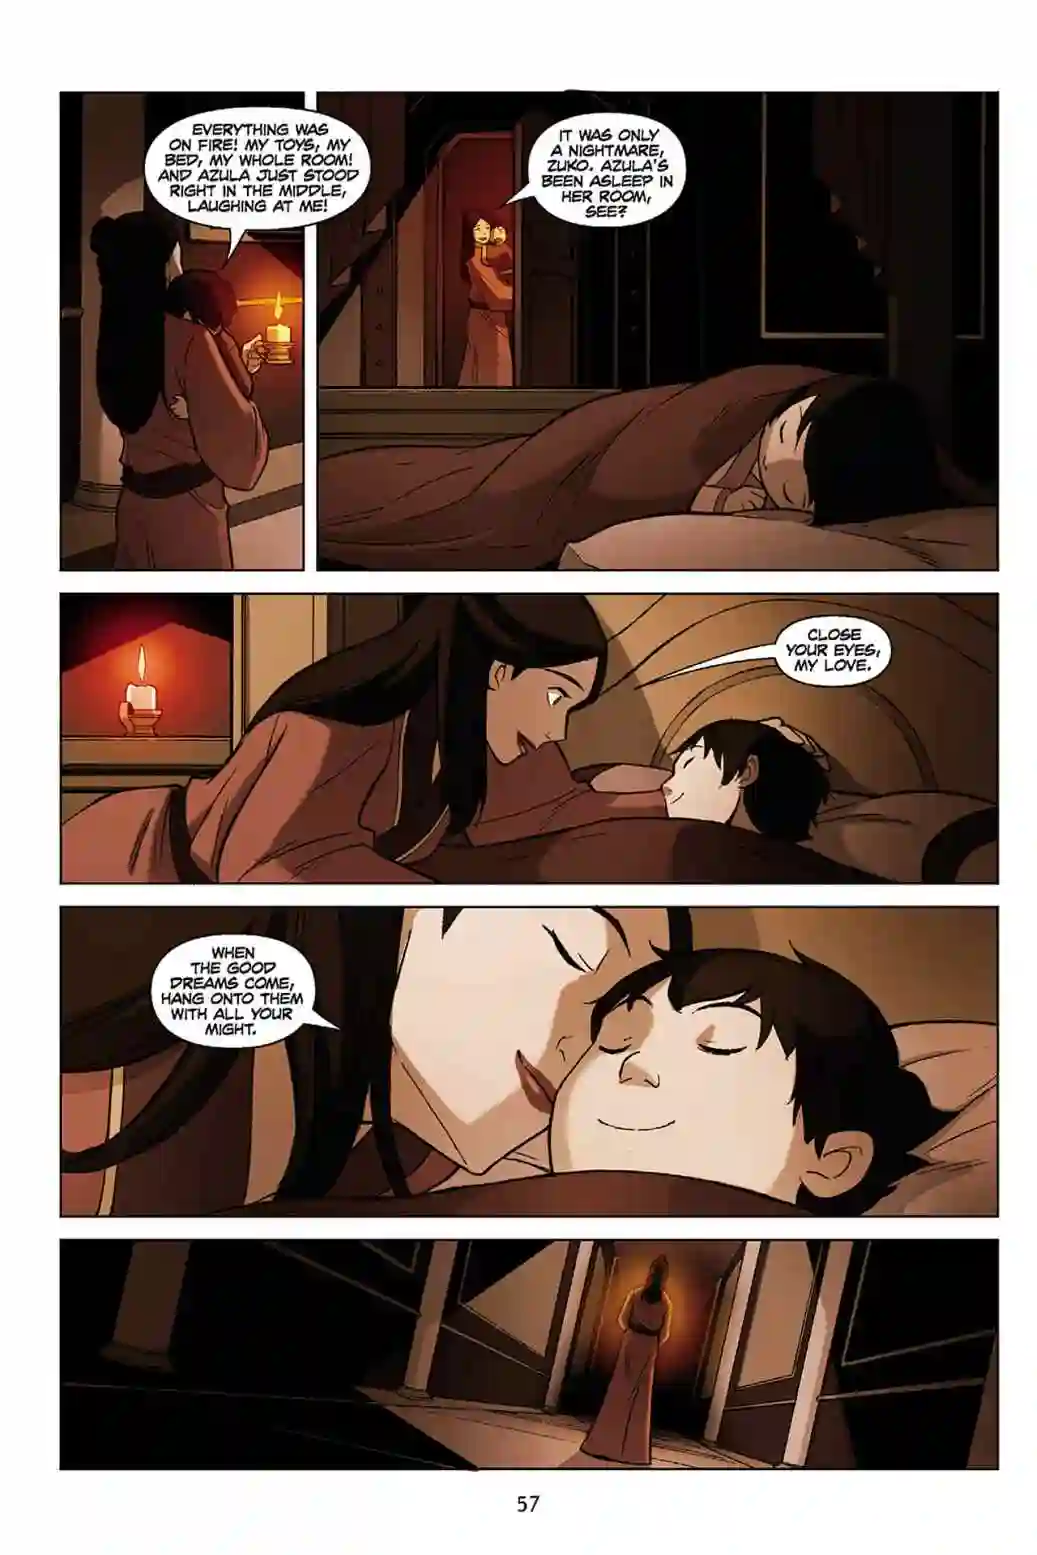 EVERYTHING WAS
ON FIRE! MY TOYS, MY
BED, MY WHOLE ROOM!
AND AZULA JUST STOOD
RIGHT IN THE MIDDLE,
LAUGHING AT ME!
IT WAS ONLY
A NIGHTMARE,
ZUKO. AZULA'S
BEEN ASLEEP IN
HER ROOM,
SEE?
CLOSE
YOUR EYES,
MY LOVE.
WHEN
THE GOOD
DREAMS COME,
HANG ONTO THEM
WITH ALL YOUR
MIGHT.
57